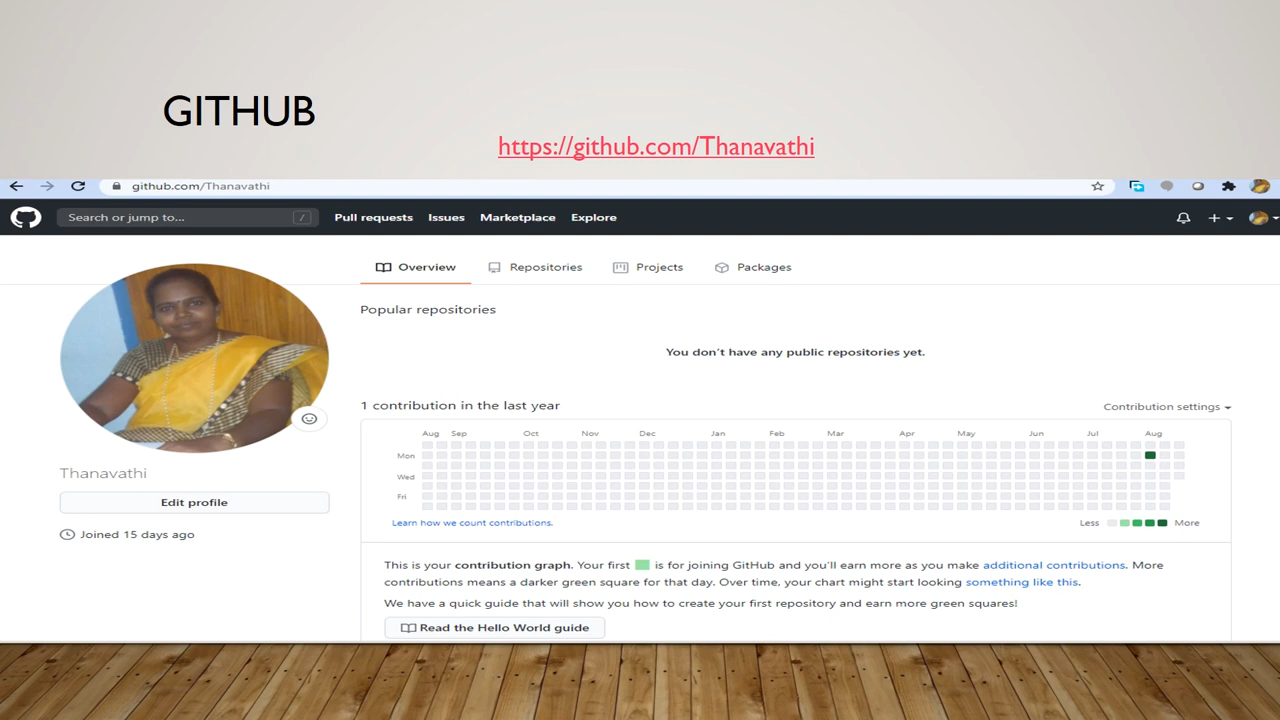 GITHUB
https://github.com/Thanavathi
github.com/Thanavathi
Search or jump to... /
Pull requests Issues Marketplace Explore
Overview Repositories Projects Packages
Popular repositories
You don't have any public repositories yet.
1 contribution in the last year
Contribution settings
Aug Sep Oct Nov Dec Jan Feb Mar Apr May Jun Jul Aug
Mon
Wed
Fri
Learn how we count contributions.
Less More
Thanavathi
Edit profile
Joined 15 days ago
This is your contribution graph. Your first is for joining GitHub and you'll earn more as you make additional contributions. More
contributions means a darker green square for that day. Over time, your chart might start looking something like this.
We have a quick guide that will show you how to create your first repository and earn more green squares!
Read the Hello World guide